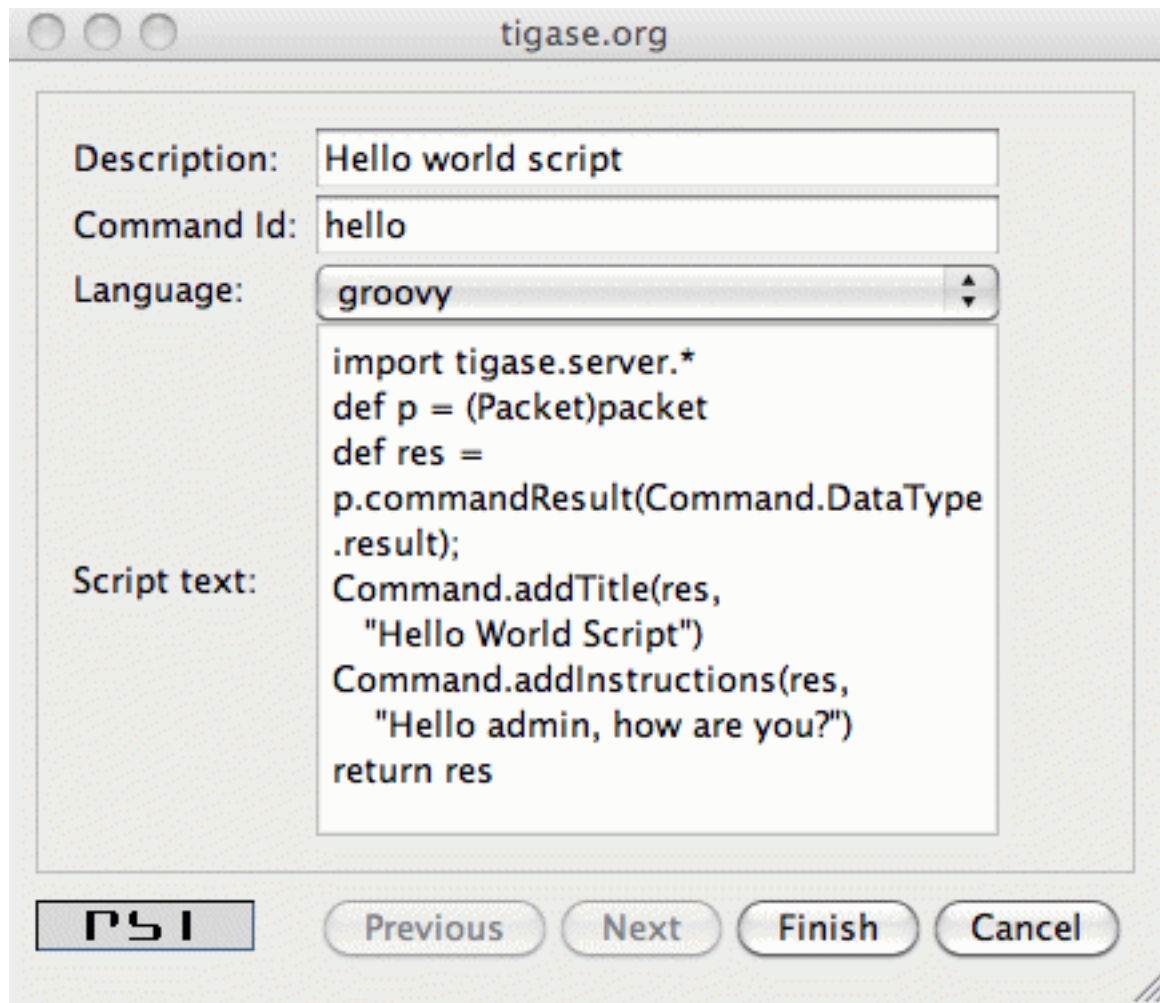 tigase.org
Description: Hello world script
Command Id: hello
Language: groovy
Script text:
import tigase.server.*
def p = (Packet)packet
def res =
p.commandResult(Command.DataType
.result);
Command.addTitle(res,
"Hello World Script")
Command.addInstructions(res,
"Hello admin, how are you?")
return res
PSI
Previous Next Finish Cancel